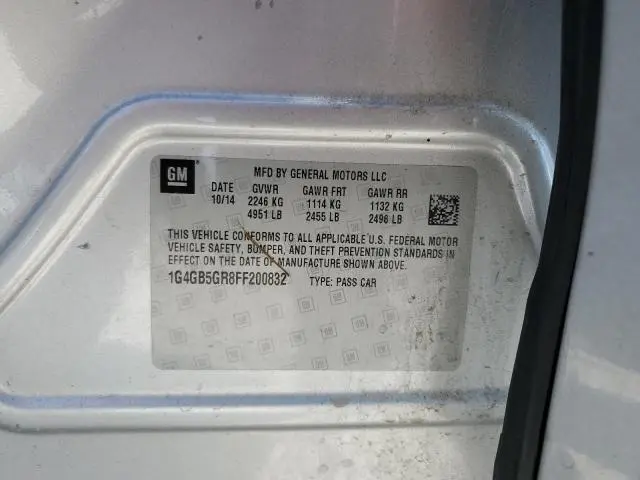 GM
MFD BY GENERAL MOTORS LLC
DATE GVWR GAWR FRT GAWR RR
10/14 2246 KG 1114 KG 1132 KG
4951 LB 2455 LB 2496 LB
THIS VEHICLE CONFORMS TO ALL APPLICABLE U.S. FEDERAL MOTOR
VEHICLE SAFETY, BUMPER, AND THEFT PREVENTION STANDARDS IN
EFFECT ON THE DATE OF MANUFACTURE SHOWN ABOVE.
1G4GB5GR8FF200832 TYPE: PASS CAR